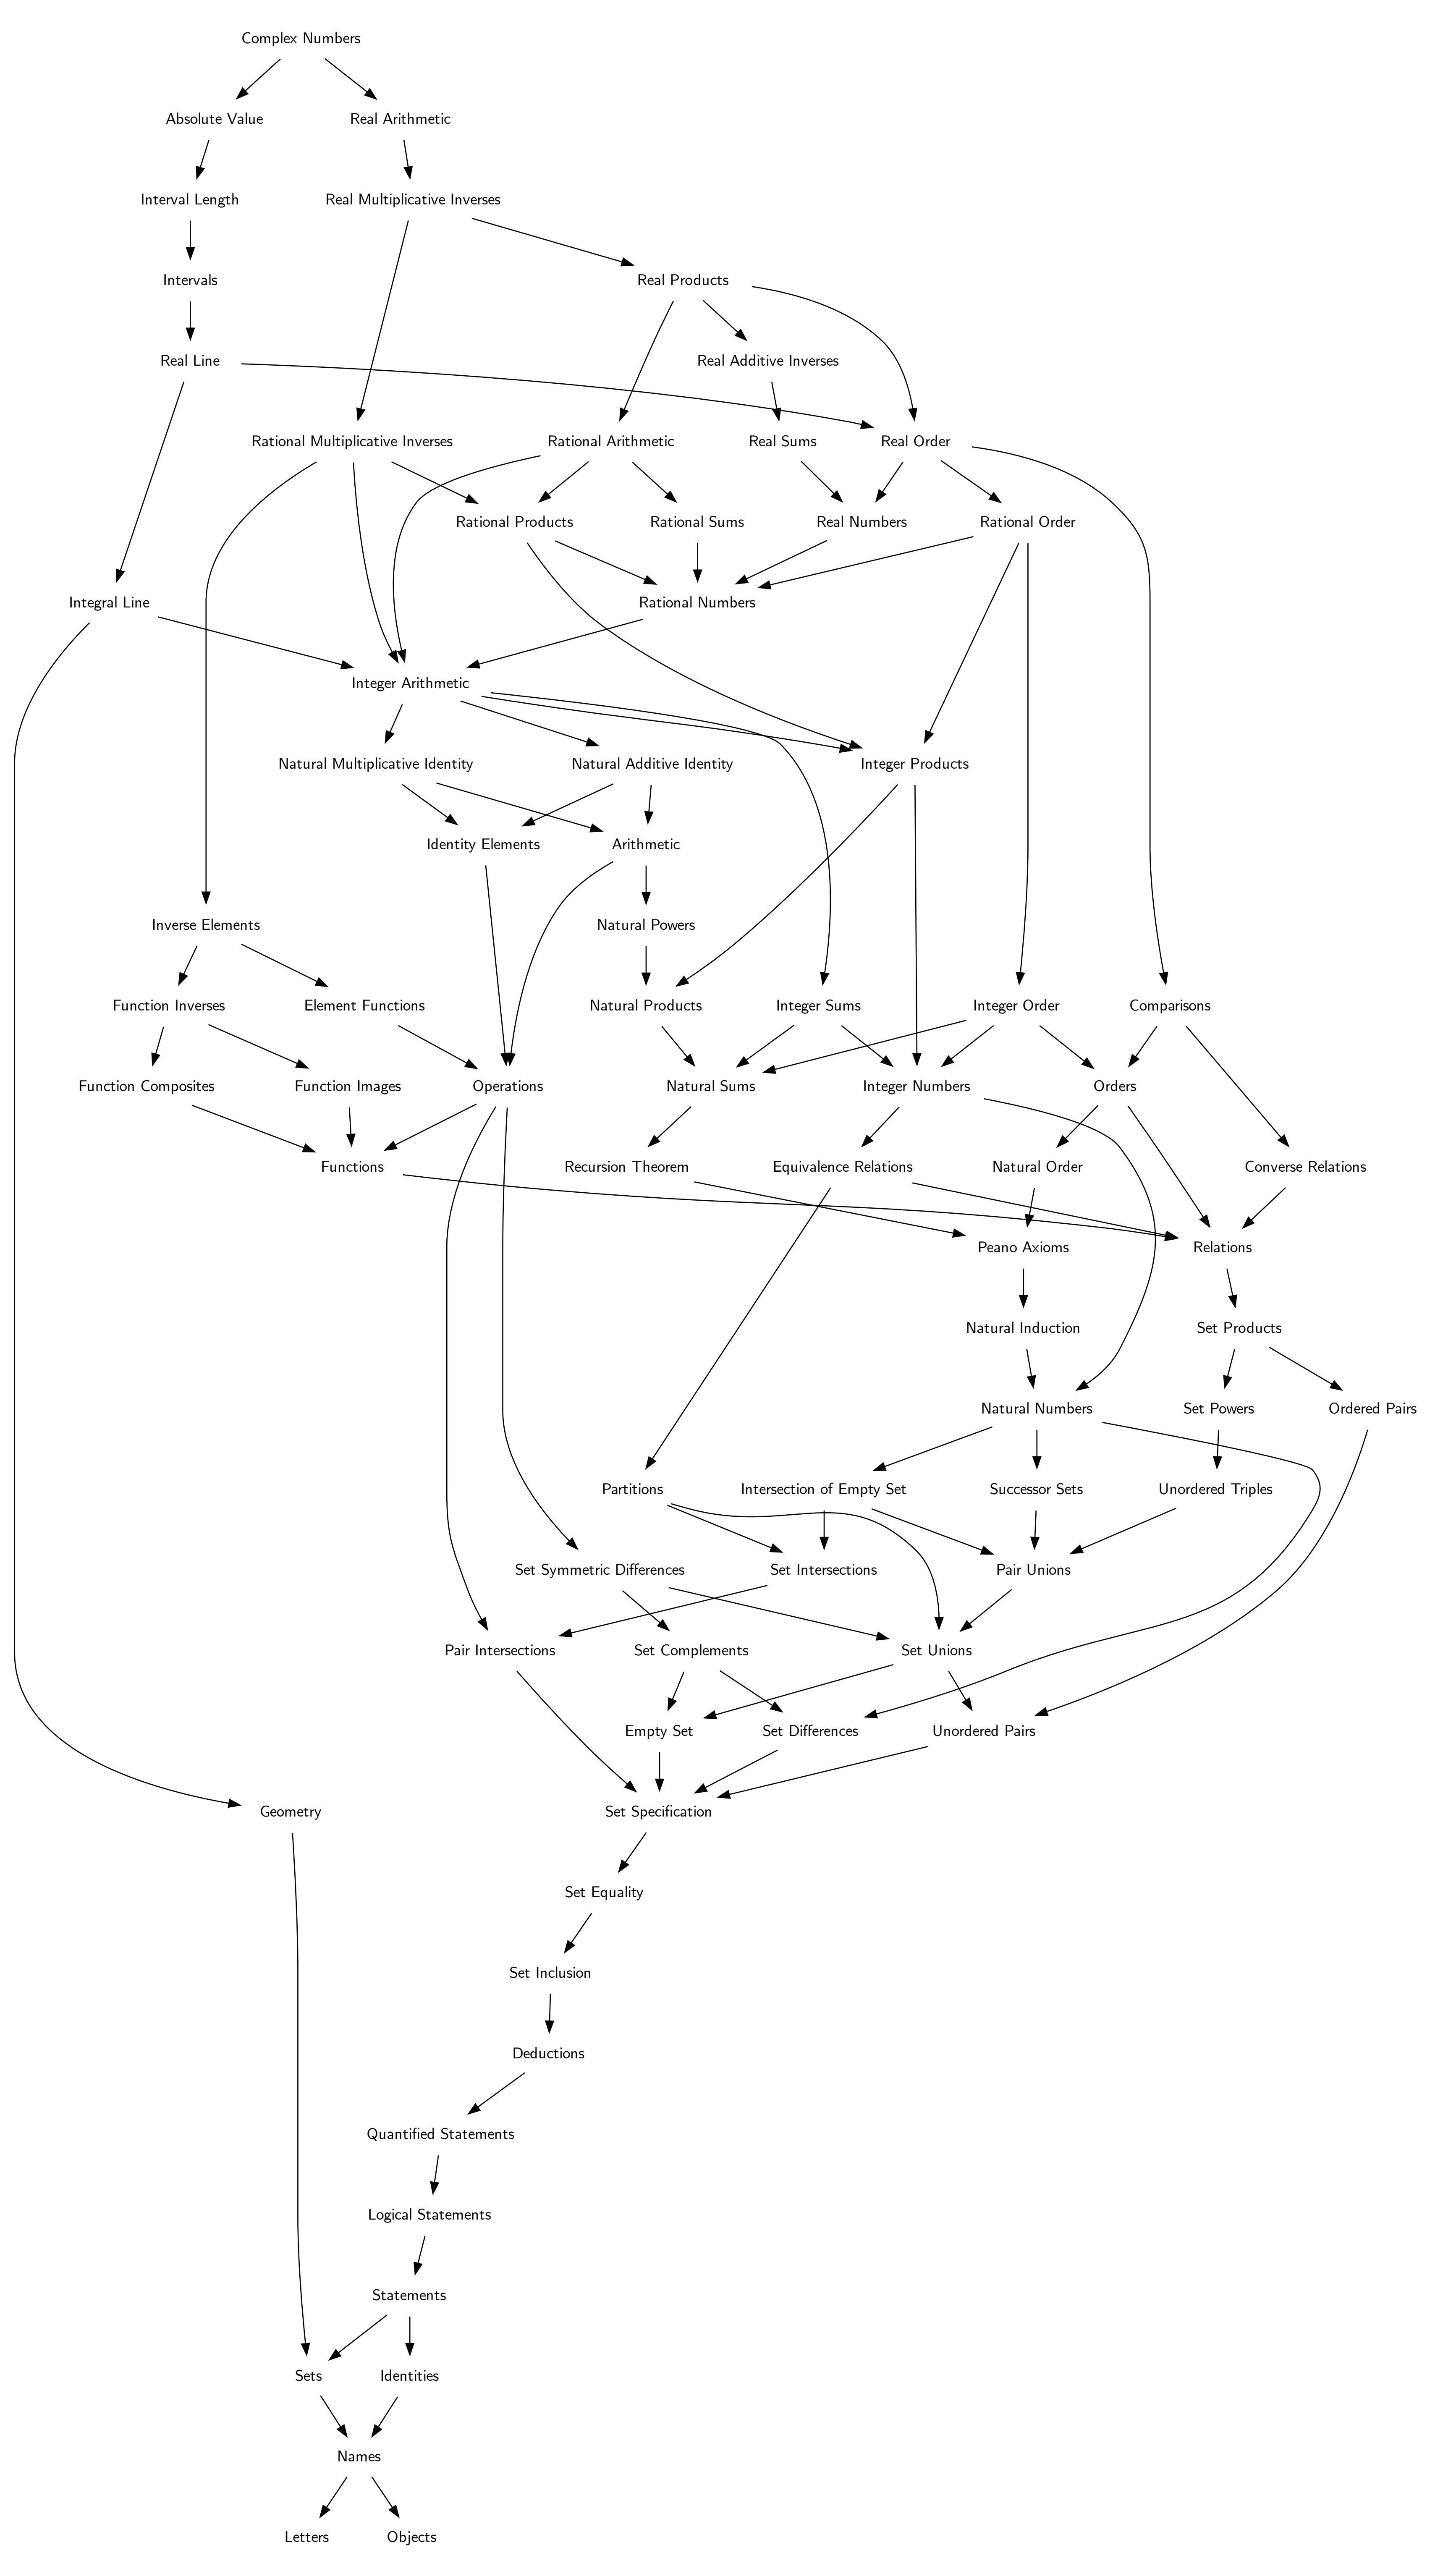 Complex Numbers
Absolute Value
Real Arithmetic
Interval Length
Real Multiplicative Inverses
Intervals
Real Products
Real Line
Real Additive Inverses
Rational Multiplicative Inverses
Rational Arithmetic
Real Sums
Real Order
Rational Products
Rational Sums
Real Numbers
Rational Order
Integral Line
Rational Numbers
Integer Arithmetic
Natural Multiplicative Identity
Natural Additive Identity
Integer Products
Identity Elements
Arithmetic
Inverse Elements
Natural Powers
Function Inverses
Element Functions
Natural Products
Integer Sums
Integer Order
Comparisons
Function Composites
Function Images
Operations
Natural Sums
Integer Numbers
Orders
Functions
Recursion Theorem
Equivalence Relations
Natural Order
Converse Relations
Peano Axioms
Relations
Natural Induction
Set Products
Natural Numbers
Set Powers
Ordered Pairs
Partitions
Intersection of Empty Set
Successor Sets
Unordered Triples
Set Symmetric Differences
Set Intersections
Pair Unions
Pair Intersections
Set Complements
Set Unions
Empty Set
Set Differences
Unordered Pairs
Geometry
Set Specification
Set Equality
Set Inclusion
Deductions
Quantified Statements
Logical Statements
Statements
Sets
Identities
Names
Letters
Objects